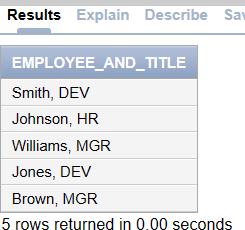 Results Explain Describe Sav
EMPLOYEE_AND_TITLE
Smith, DEV
Johnson, HR
Williams, MGR
Jones, DEV
Brown, MGR
5 rows returned in 0.00 seconds